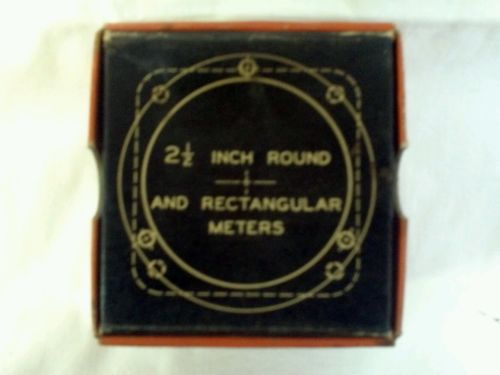 2½ INCH ROUND
AND RECTANGULAR
METERS